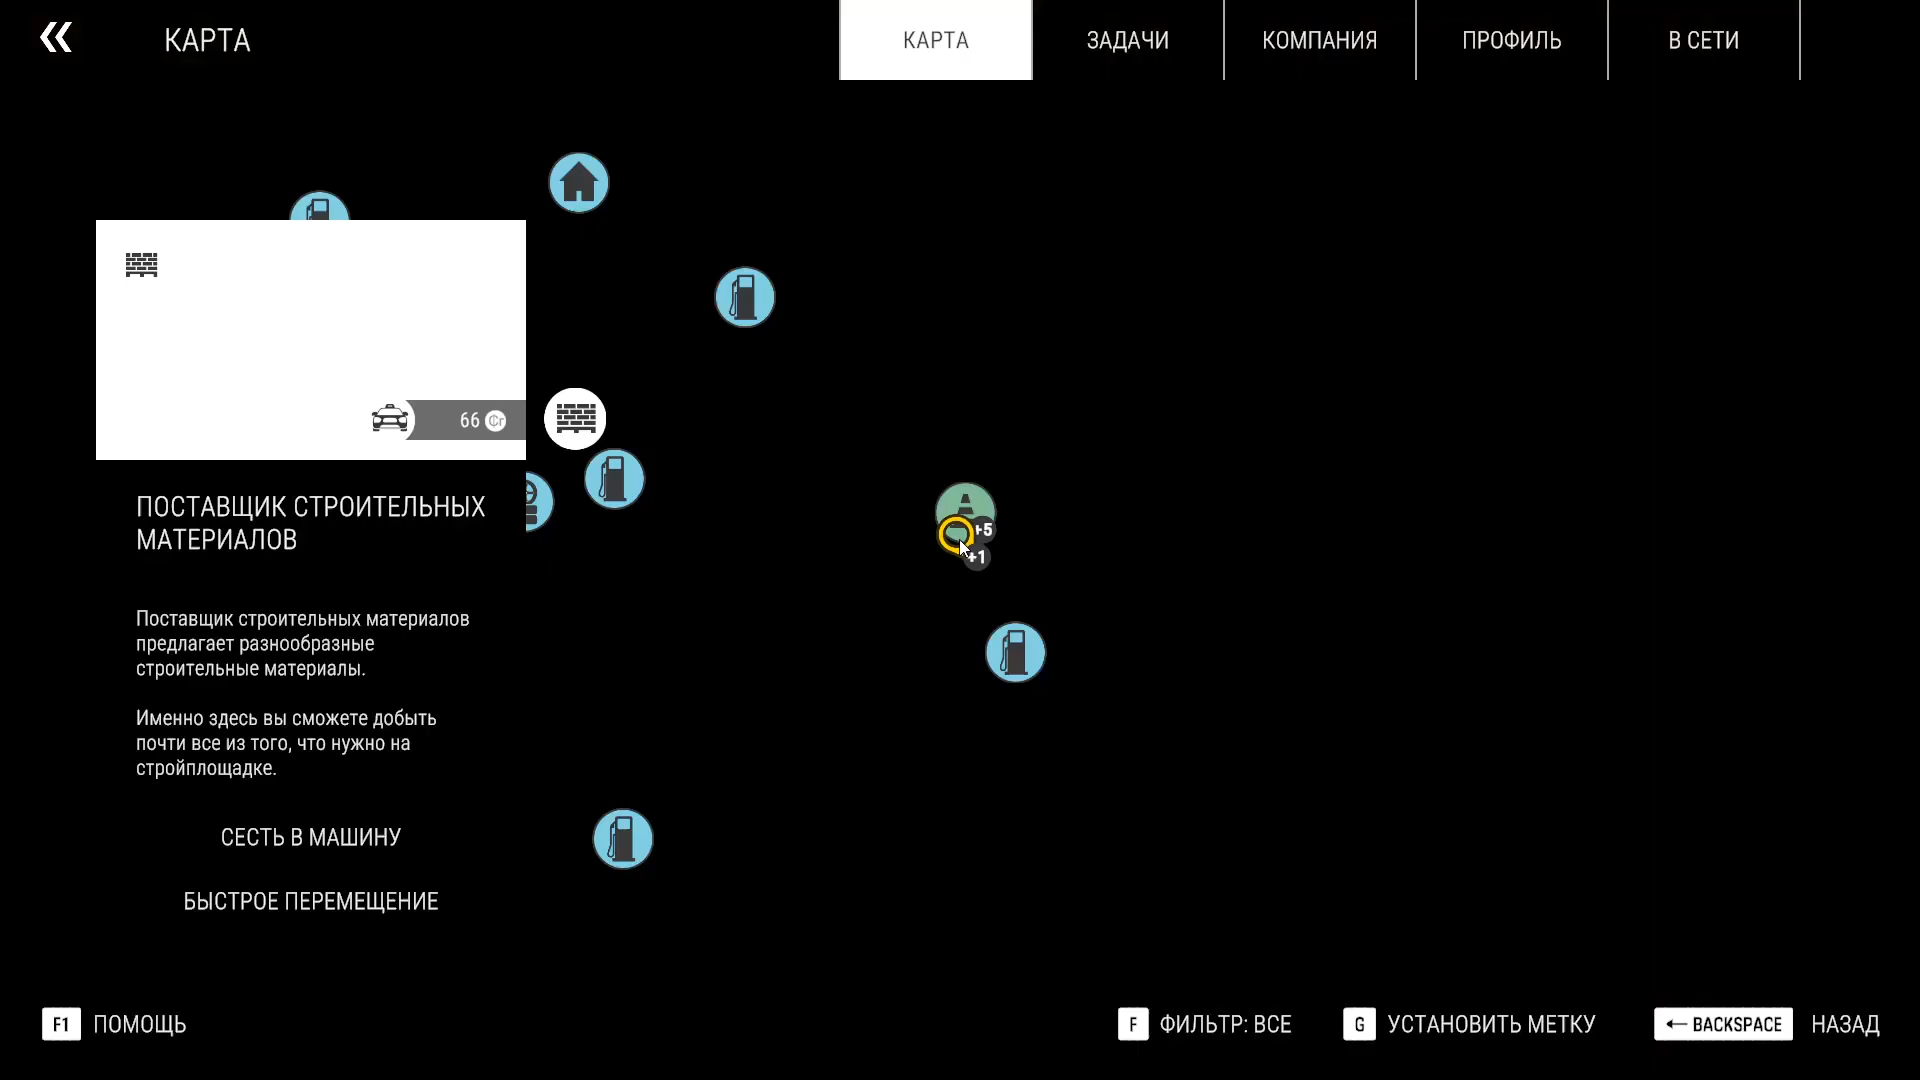 КАРТА
КАРТА
ЗАДАЧИ
КОМПАНИЯ
ПРОФИЛЬ
В СЕТИ
66 Cr
ПОСТАВЩИК СТРОИТЕЛЬНЫХ
МАТЕРИАЛОВ
+5
+1
Поставщик строительных материалов
предлагает разнообразные
строительные материалы.
Именно здесь вы сможете добыть
почти все из того, что нужно на
стройплощадке.
СЕСТЬ В МАШИНУ
БЫСТРОЕ ПЕРЕМЕЩЕНИЕ
F1 ПОМОЩЬ
F ФИЛЬТР: ВСЕ
G УСТАНОВИТЬ МЕТКУ
← BACKSPACE НАЗАД